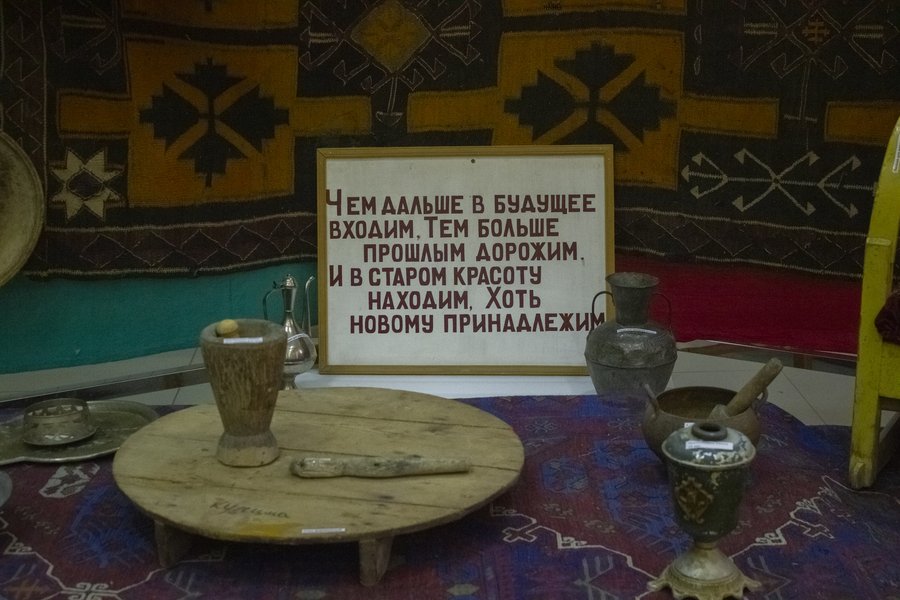 Чем дальше в будущее
входим, Тем больше
прошлым дорожим,
И в старом красоту
находим, Хоть
новому принадлежим